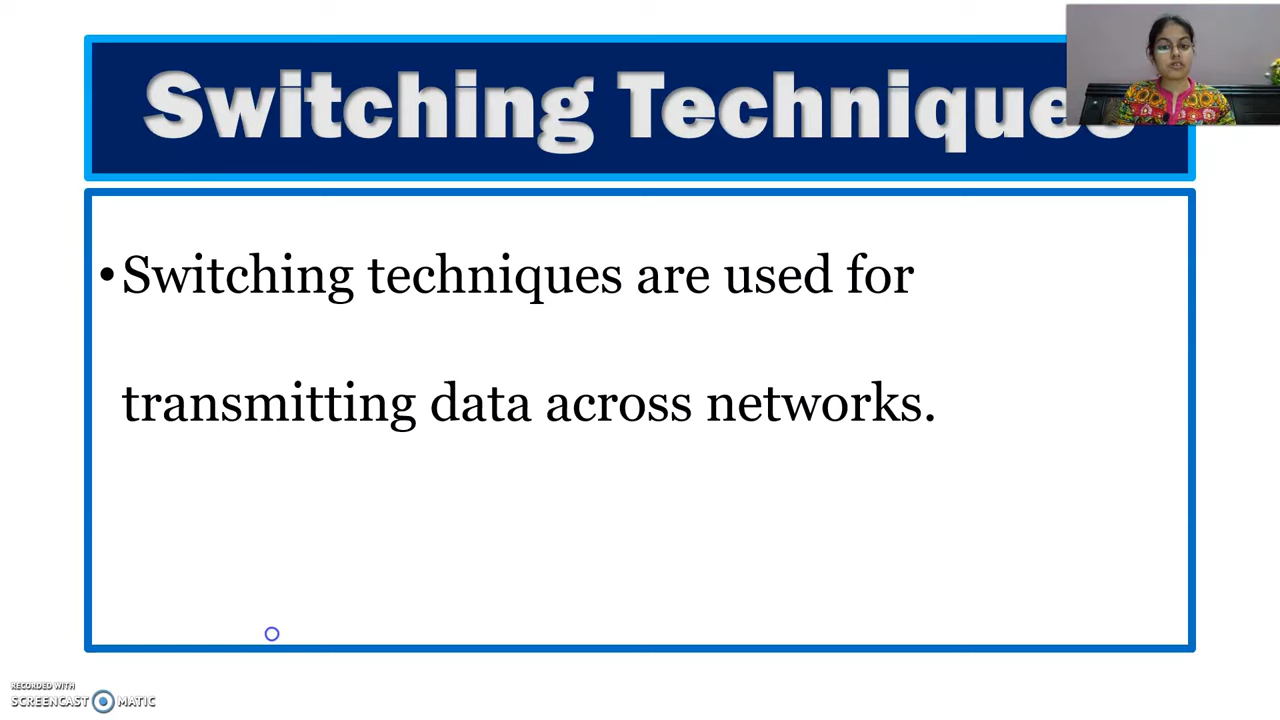 Switching Techniques
•Switching techniques are used for
transmitting data across networks.
RECORDED WITH
SCREENCAST MATIC